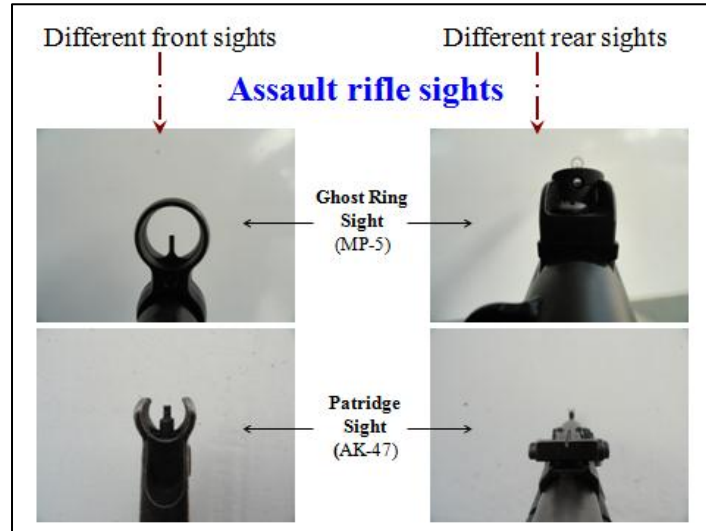 Different front sights
Different rear sights
Assault rifle sights
Ghost Ring
Sight
(MP-5)
Patridge
Sight
(AK-47)